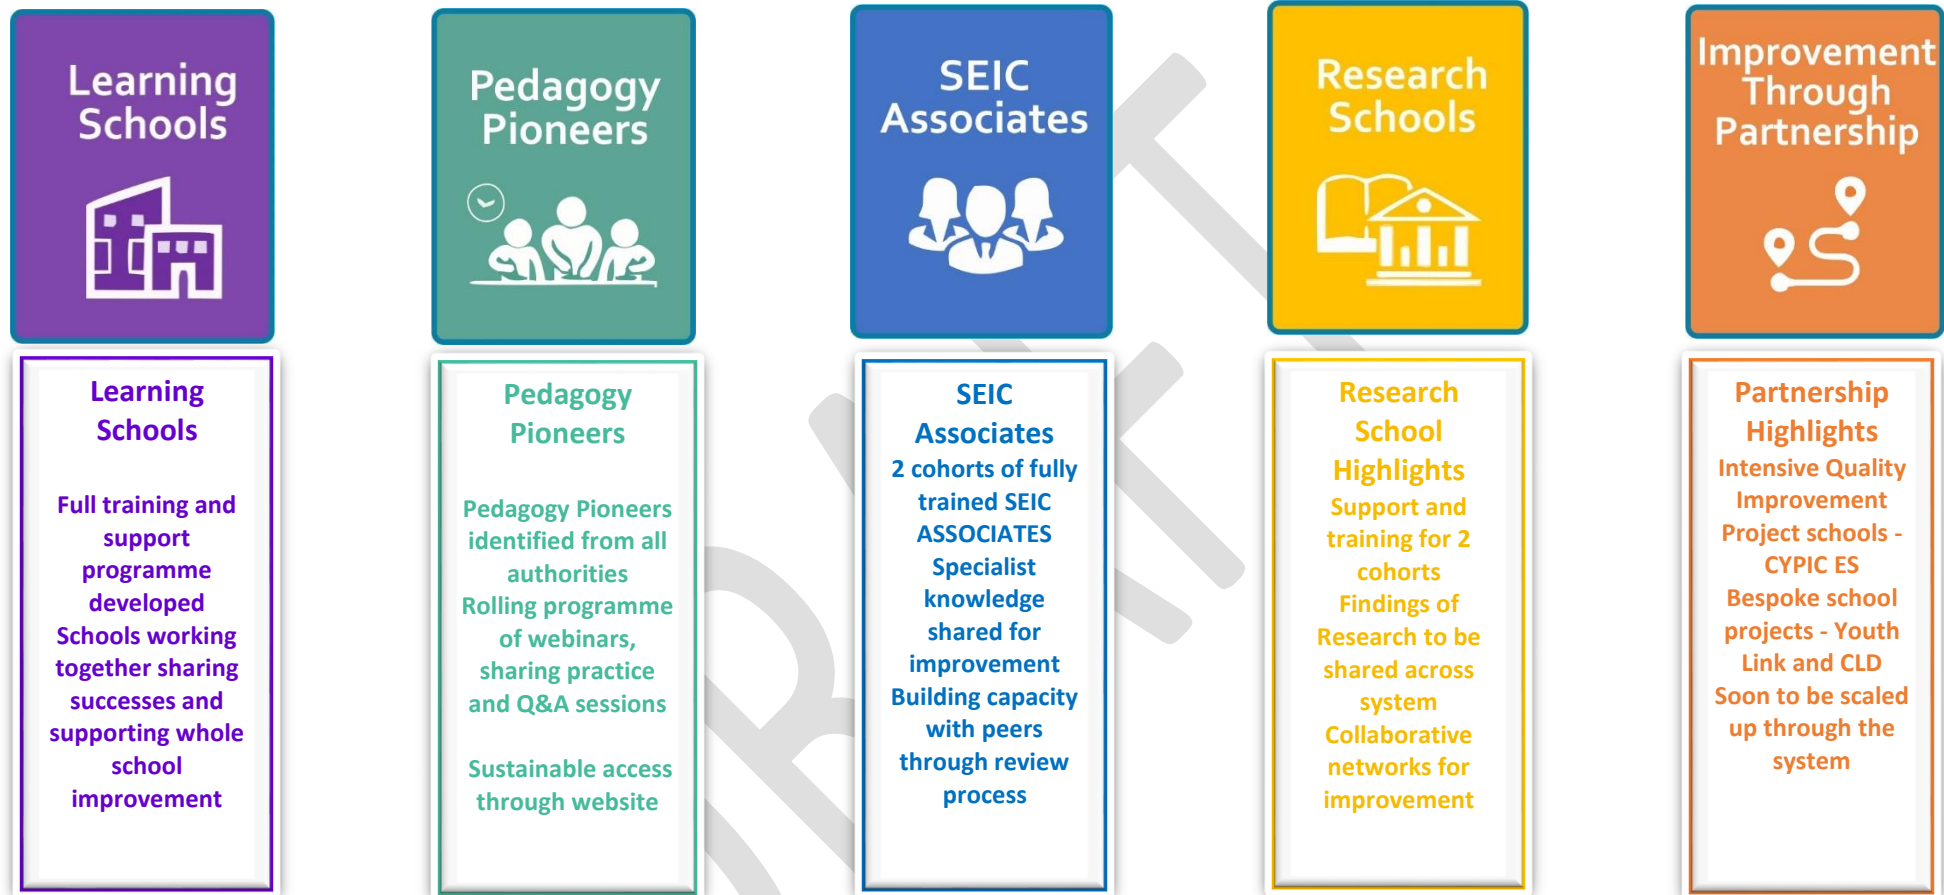 Learning
Schools
Pedagogy
Pioneers
SEIC
Associates
Research
Schools
Improvement
Through
Partnership
Learning
Schools
Full training and
support
programme
developed
Schools working
together sharing
successes and
supporting whole
school
improvement
Pedagogy
Pioneers
Pedagogy Pioneers
identified from all
authorities
Rolling programme
of webinars,
sharing practice
and Q&A sessions
Sustainable access
through website
SEIC
Associates
2 cohorts of fully
trained SEIC
ASSOCIATES
Specialist
knowledge
shared for
improvement
Building capacity
with peers
through review
process
Research
School
Highlights
Support and
training for 2
cohorts
Findings of
Research to be
shared across
system
Collaborative
networks for
improvement
Partnership
Highlights
Intensive Quality
Improvement
Project schools -
CYPIC ES
Bespoke school
projects - Youth
Link and CLD
Soon to be scaled
up through the
system
DRAFT